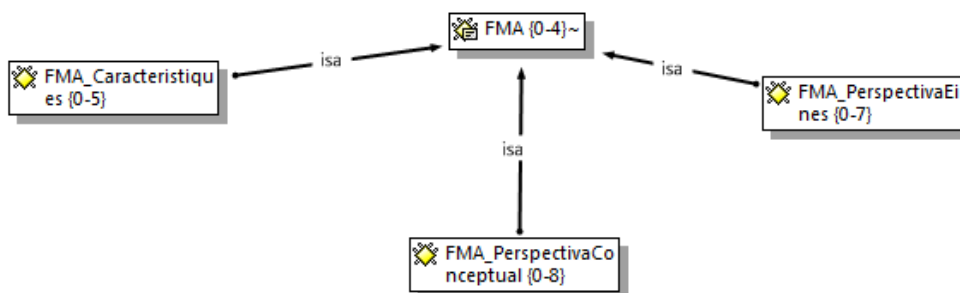 FMA {0-4}~
isa
FMA_Caracteristiqu
es {0-5}
isa
FMA_PerspectivaEi
nes {0-7}
isa
FMA_PerspectivaCo
nceptual {0-8}